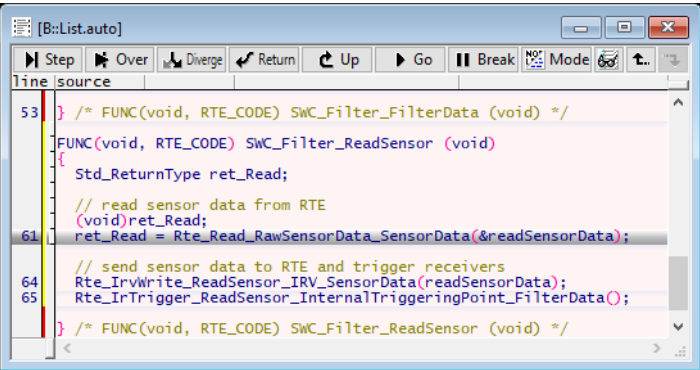 [B::List.auto]
Step Over Diverge Return Up Go Break Mode t..
line source
53 } /* FUNC(void, RTE_CODE) SWC_Filter_FilterData (void) */
FUNC(void, RTE_CODE) SWC_Filter_ReadSensor (void)
{
Std_ReturnType ret_Read;
// read sensor data from RTE
(void)ret_Read;
61 ret_Read = Rte_Read_RawSensorData_SensorData(&readSensorData);
// send sensor data to RTE and trigger receivers
64 Rte_IrvWrite_ReadSensor_IRV_SensorData(readSensorData);
65 Rte_IrTrigger_ReadSensor_InternalTriggeringPoint_FilterData();
} /* FUNC(void, RTE_CODE) SWC_Filter_ReadSensor (void) */